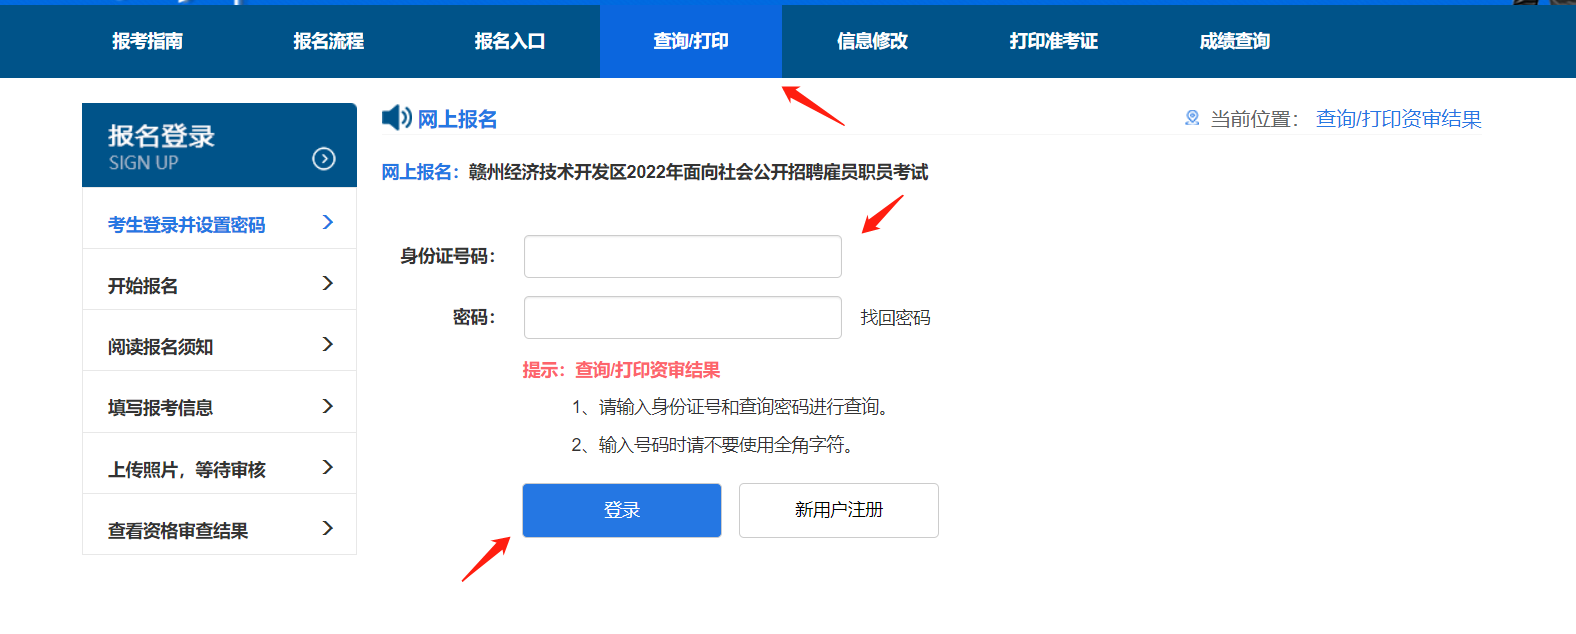 报考指南 报名流程 报名入口 查询/打印 信息修改 打印准考证 成绩查询
报名登录
SIGN UP
考生登录并设置密码
开始报名
阅读报名须知
填写报考信息
上传照片，等待审核
查看资格审查结果
网上报名
当前位置： 查询/打印资审结果
网上报名：赣州经济技术开发区2022年面向社会公开招聘雇员职员考试
身份证号码：
密码： 找回密码
提示：查询/打印资审结果
1、请输入身份证号和查询密码进行查询。
2、输入号码时请不要使用全角字符。
登录 新用户注册